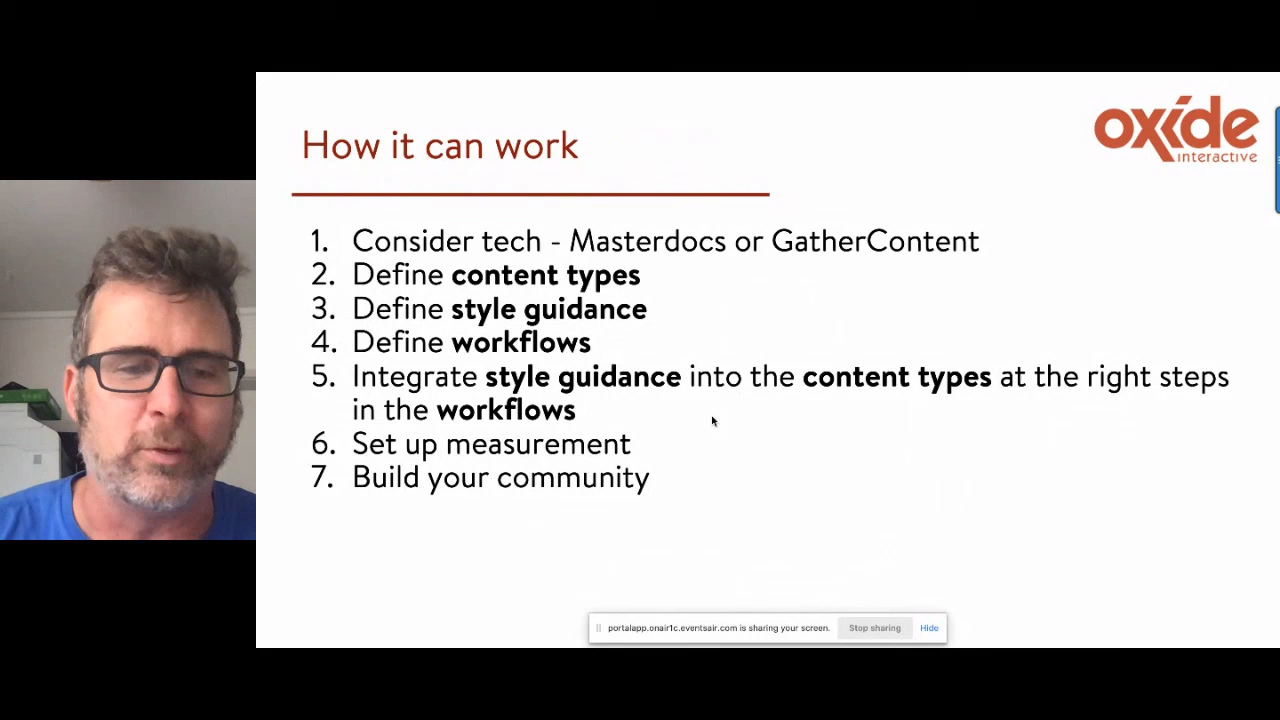 oxide
interactive
How it can work
1. Consider tech - Masterdocs or GatherContent
2. Define content types
3. Define style guidance
4. Define workflows
5. Integrate style guidance into the content types at the right steps
in the workflows
6. Set up measurement
7. Build your community
portalapp.onair1c.eventsair.com is sharing your screen. Stop sharing Hide